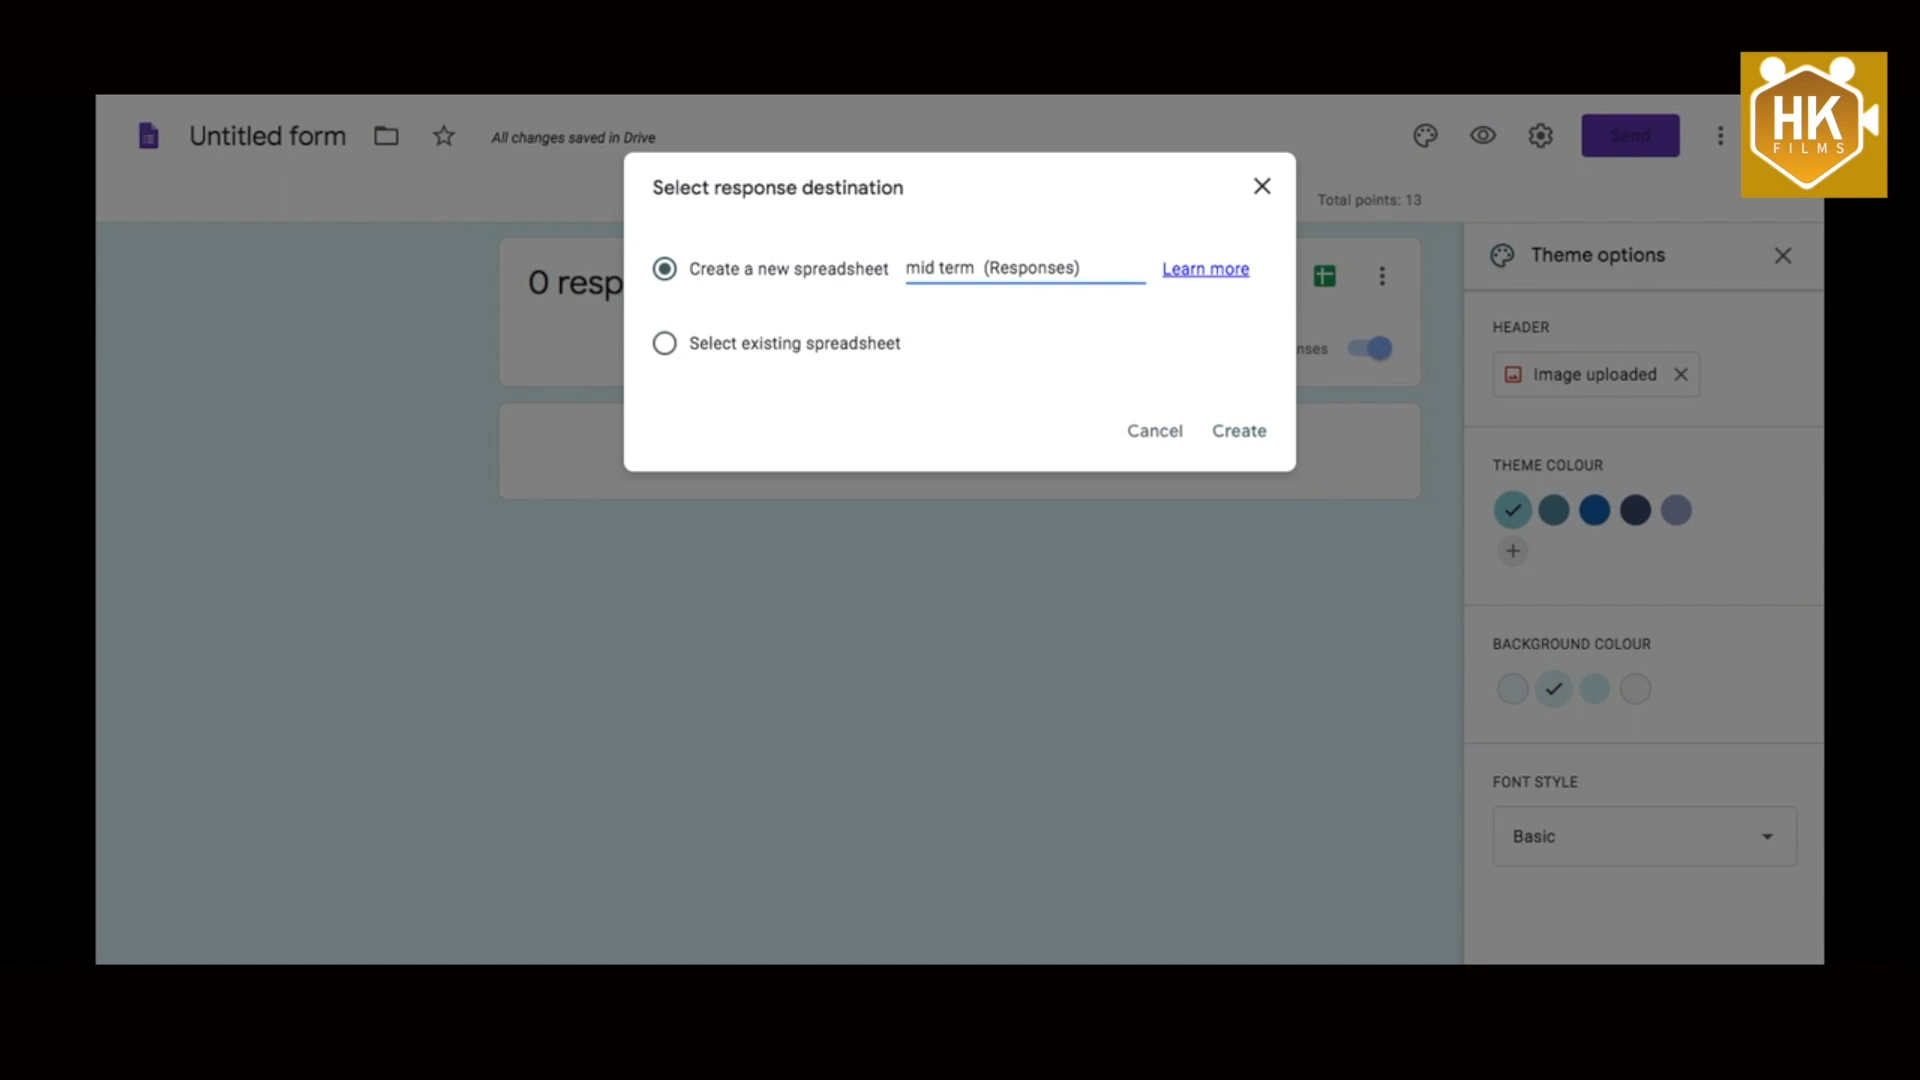 HK
FILMS
Untitled form
All changes saved in Drive
Send
Total points: 13
Select response destination
Create a new spreadsheet mid term (Responses) Learn more
Select existing spreadsheet
Cancel Create
0 resp
nses
Theme options
HEADER
Image uploaded
THEME COLOUR
BACKGROUND COLOUR
FONT STYLE
Basic